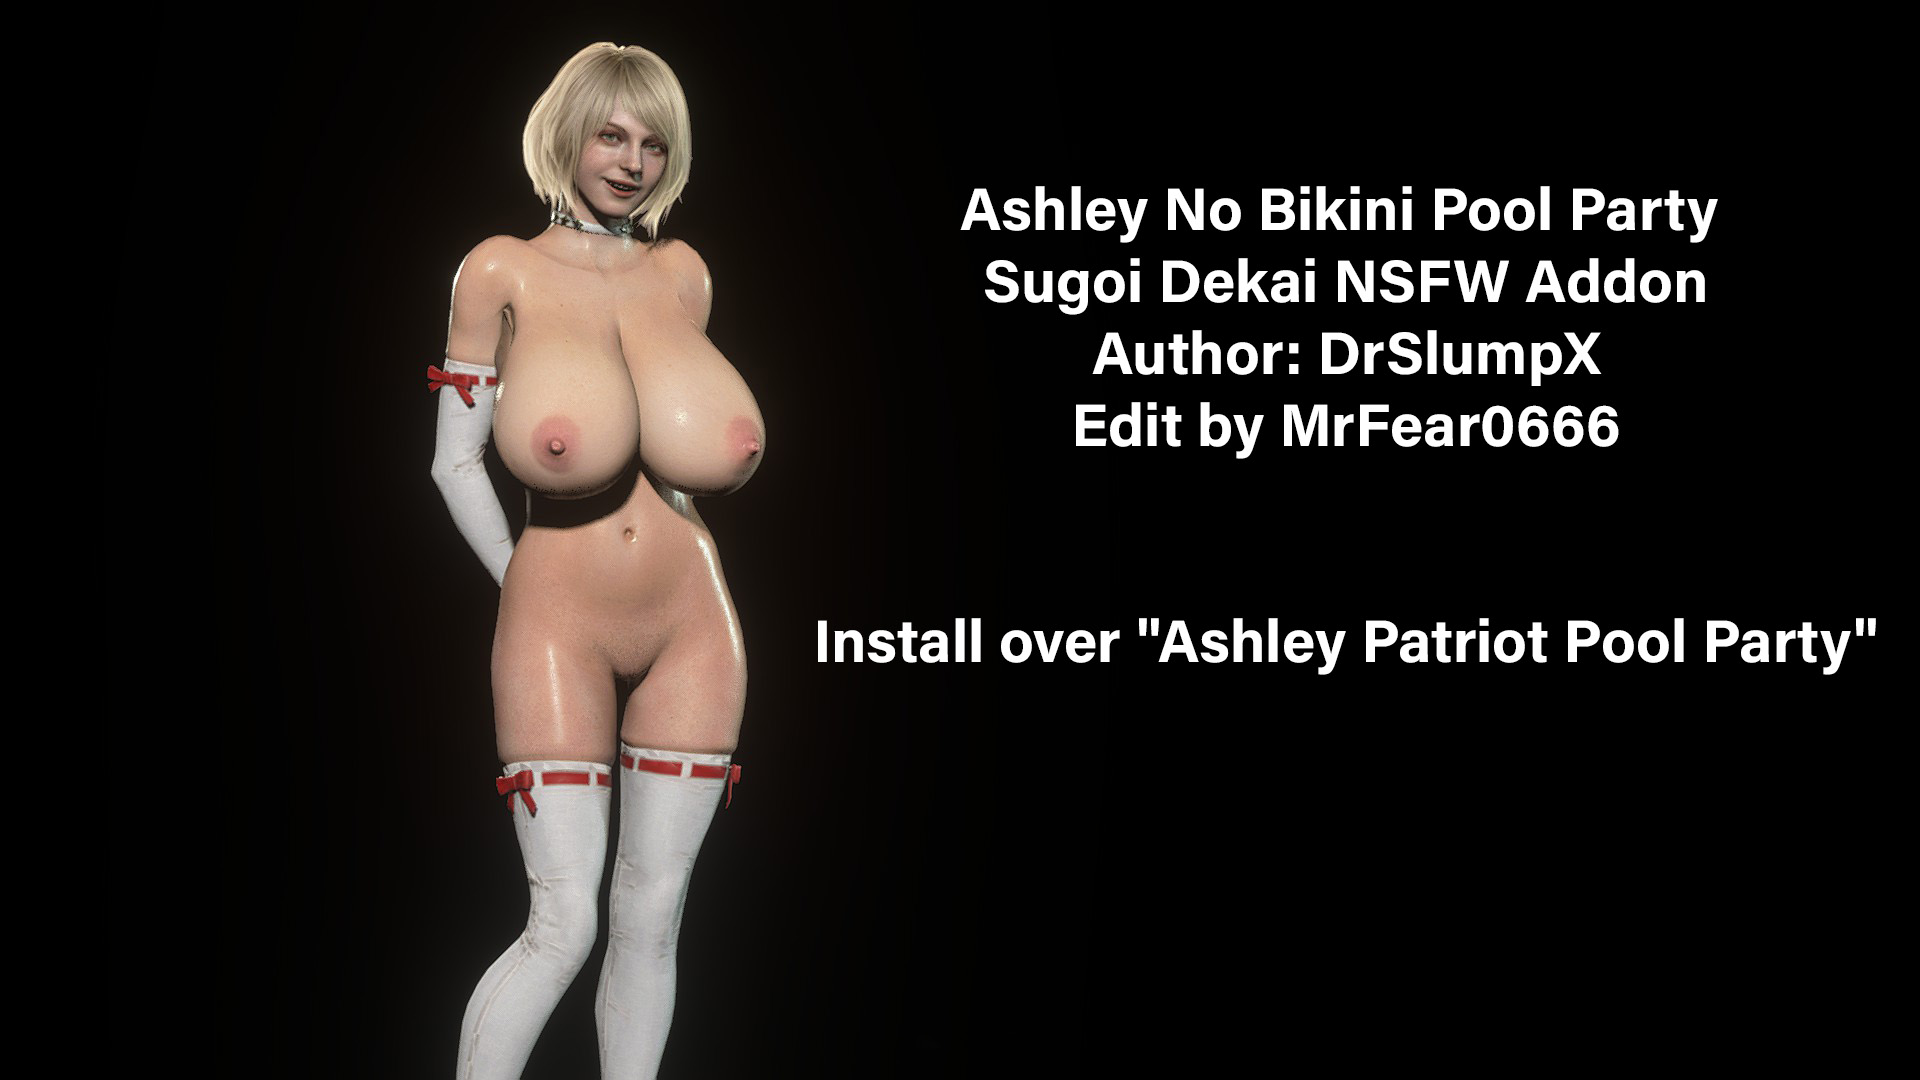 Ashley No Bikini Pool Party
Sugoi Dekai NSFW Addon
Author: DrSlumpX
Edit by MrFear0666
Install over "Ashley Patriot Pool Party"